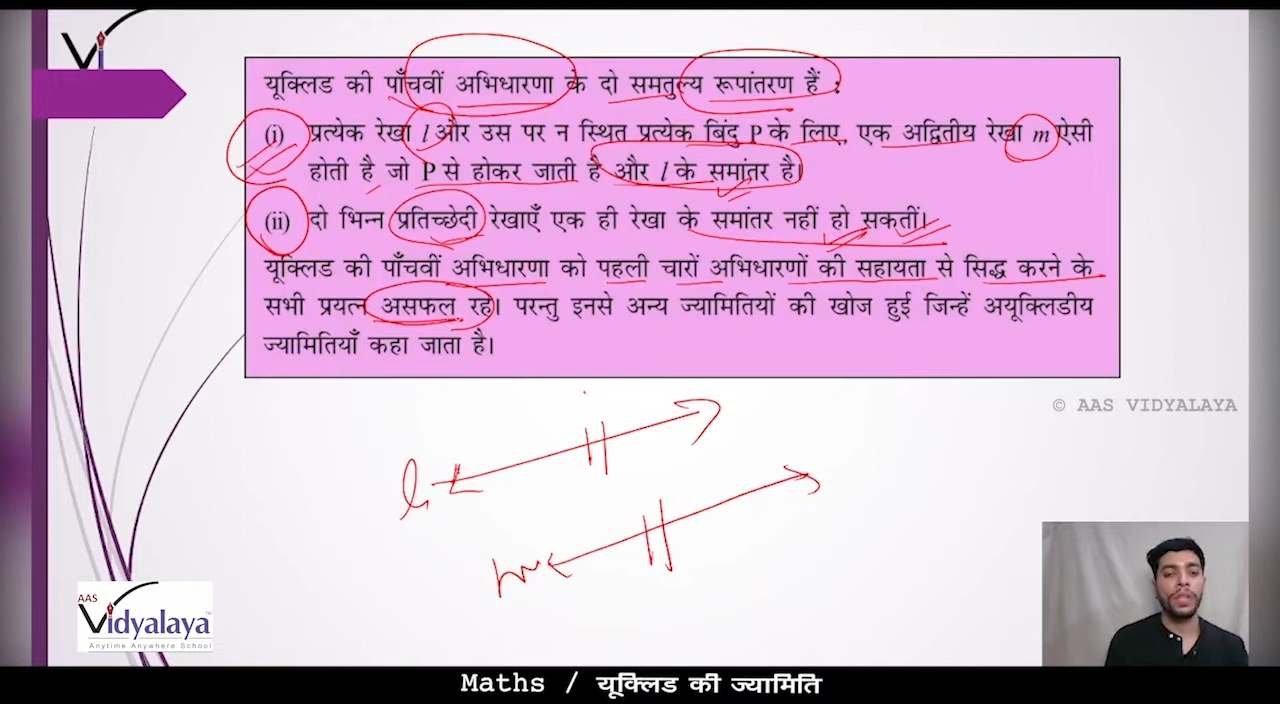 यूक्लिड की पाँचवीं अभिधारणा के दो समतुल्य रूपांतरण हैं :
(i) प्रत्येक रेखा l और उस पर न स्थित प्रत्येक बिंदु P के लिए, एक अद्वितीय रेखा m ऐसी
होती है जो P से होकर जाती है और l के समांतर है।
(ii) दो भिन्न प्रतिच्छेदी रेखाएँ एक ही रेखा के समांतर नहीं हो सकतीं।
यूक्लिड की पाँचवीं अभिधारणा को पहली चारों अभिधारणों की सहायता से सिद्ध करने के
सभी प्रयत्न असफल रहे। परन्तु इनसे अन्य ज्यामितियों की खोज हुई जिन्हें अयूक्लिडीय
ज्यामितियाँ कहा जाता है।
© AAS VIDYALAYA
l
m
AAS
Vidyalaya
TM
Anytime Anywhere School
Maths / यूक्लिड की ज्यामिति